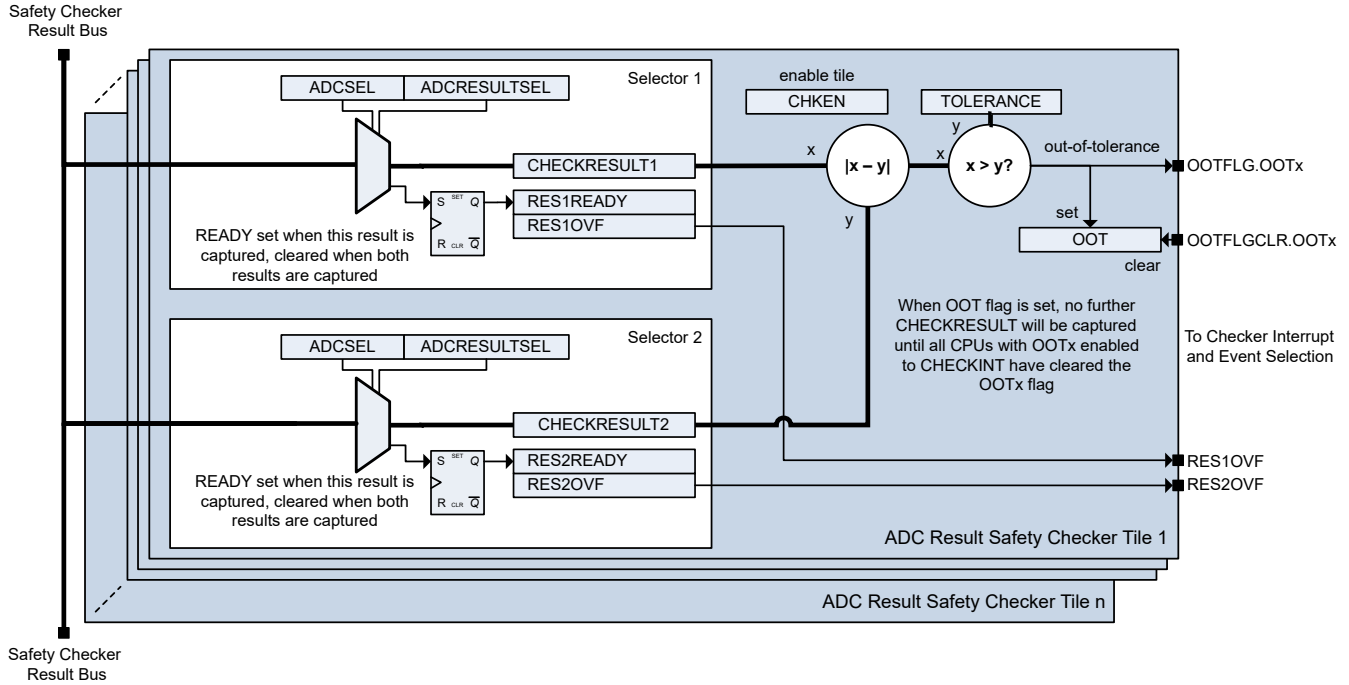 Safety Checker
Result Bus
Selector 1
ADCSEL
ADCRESULTSEL
CHECKRESULT1
S SET Q
R CLR Q
RES1READY
RES1OVF
READY set when this result is
captured, cleared when both
results are captured
enable tile
CHKEN
TOLERANCE
x
|x – y|
y
x
y
x > y?
out-of-tolerance
OOTFLG.OOTx
set
OOT
OOTFLGCLR.OOTx
clear
When OOT flag is set, no further
CHECKRESULT will be captured
until all CPUs with OOTx enabled
to CHECKINT have cleared the
OOTx flag
To Checker Interrupt
and Event Selection
Selector 2
ADCSEL
ADCRESULTSEL
CHECKRESULT2
S SET Q
R CLR Q
RES2READY
RES2OVF
READY set when this result is
captured, cleared when both
results are captured
RES1OVF
RES2OVF
ADC Result Safety Checker Tile 1
ADC Result Safety Checker Tile n
Safety Checker
Result Bus